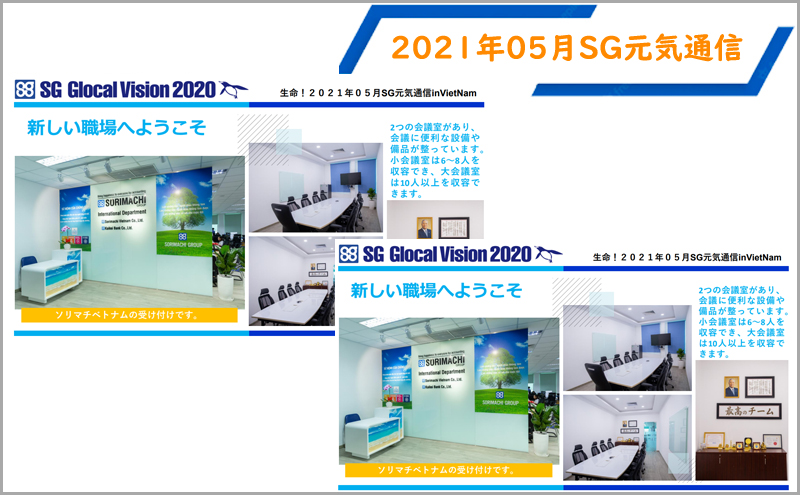 2021年05月SG元気通信
SG Glocal Vision 2020
生命！２０２１年０５月SG元気通信inVietNam
新しい職場へようこそ
2つの会議室があり、
会議に便利な設備や
備品が整っています。
小会議室は6～8人を
収容でき、大会議室
は10人以上を収容で
きます。
SORIMACHI
International Department
Sorimachi Vietnam Co., Ltd.
SORIMACHI GROUP
ソリマチベトナムの受け付けです。
SG Glocal Vision 2020
生命！２０２１年０５月SG元気通信inVietNam
新しい職場へようこそ
2つの会議室があり、
会議に便利な設備や
備品が整っています。
小会議室は6～8人を
収容でき、大会議室
は10人以上を収容で
きます。
SORIMACHI
International Department
Sorimachi Vietnam Co., Ltd.
SORIMACHI GROUP
最高のチーム
ソリマチベトナムの受け付けです。